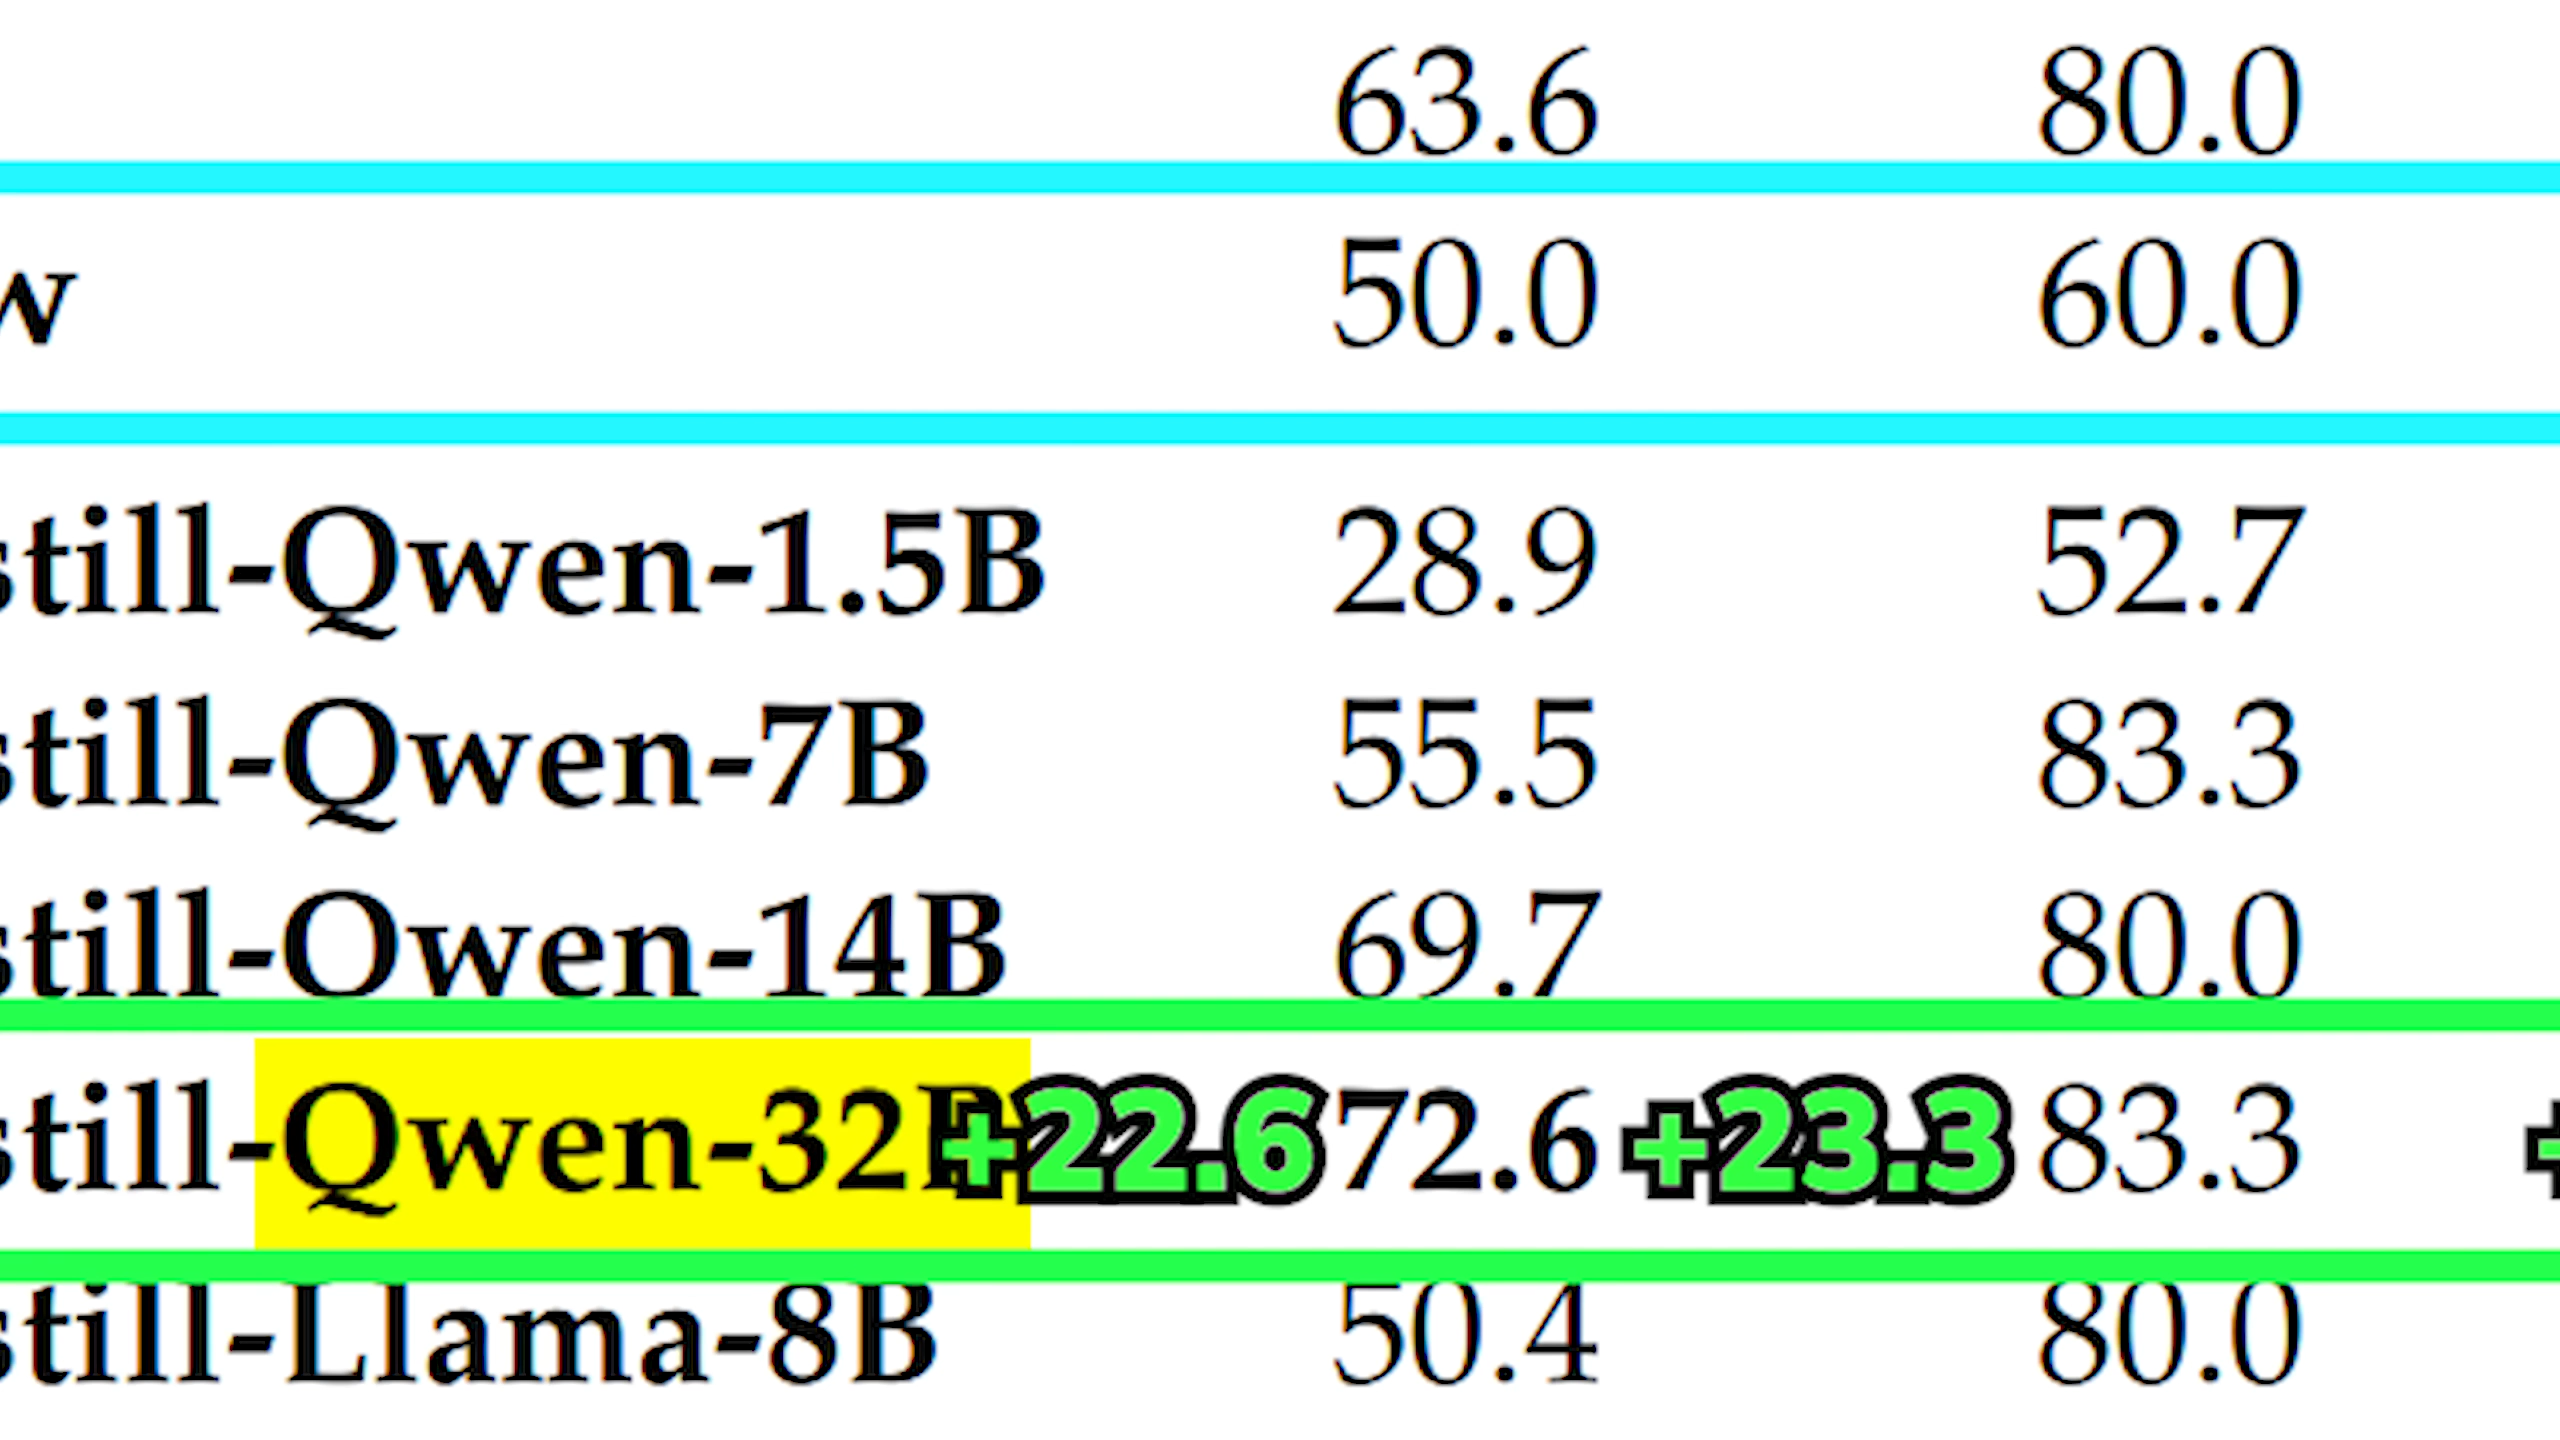 63.6 80.0
w 50.0 60.0
still-Qwen-1.5B 28.9 52.7
still-Qwen-7B 55.5 83.3
still-Qwen-14B 69.7 80.0
still-Qwen-32B +22.6 72.6 +23.3 83.3 +
still-Llama-8B 50.4 80.0